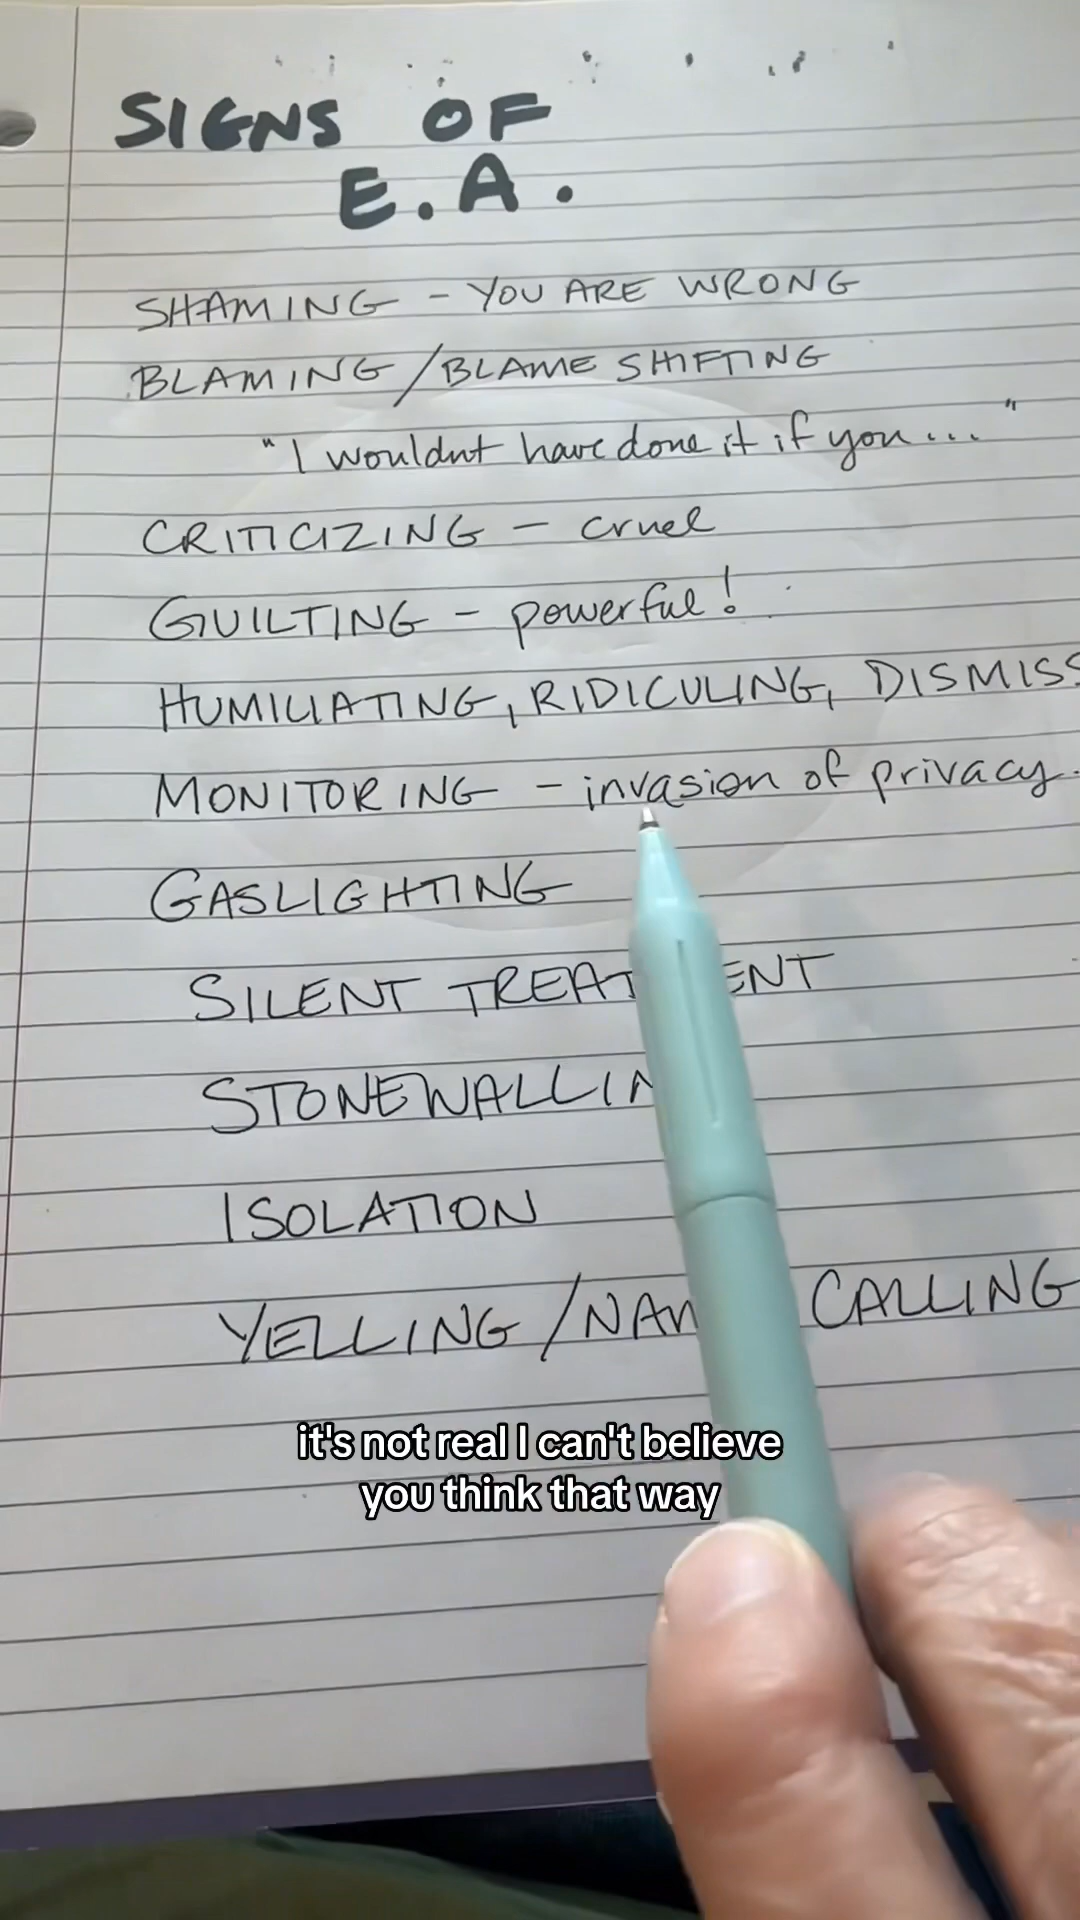 SIGNS OF
E.A.
SHAMING - YOU ARE WRONG
BLAMING/BLAME SHIFTING
"I wouldnt have done it if you..."
CRITICIZING - cruel
GUILTING - powerful!
HUMILIATING, RIDICULING, DISMISS
MONITORING - invasion of privacy.
GASLIGHTING
SILENT TREAT ENT
STONEWALLIN
ISOLATION
YELLING/NAM CALLING
it's not real I can't believe
you think that way